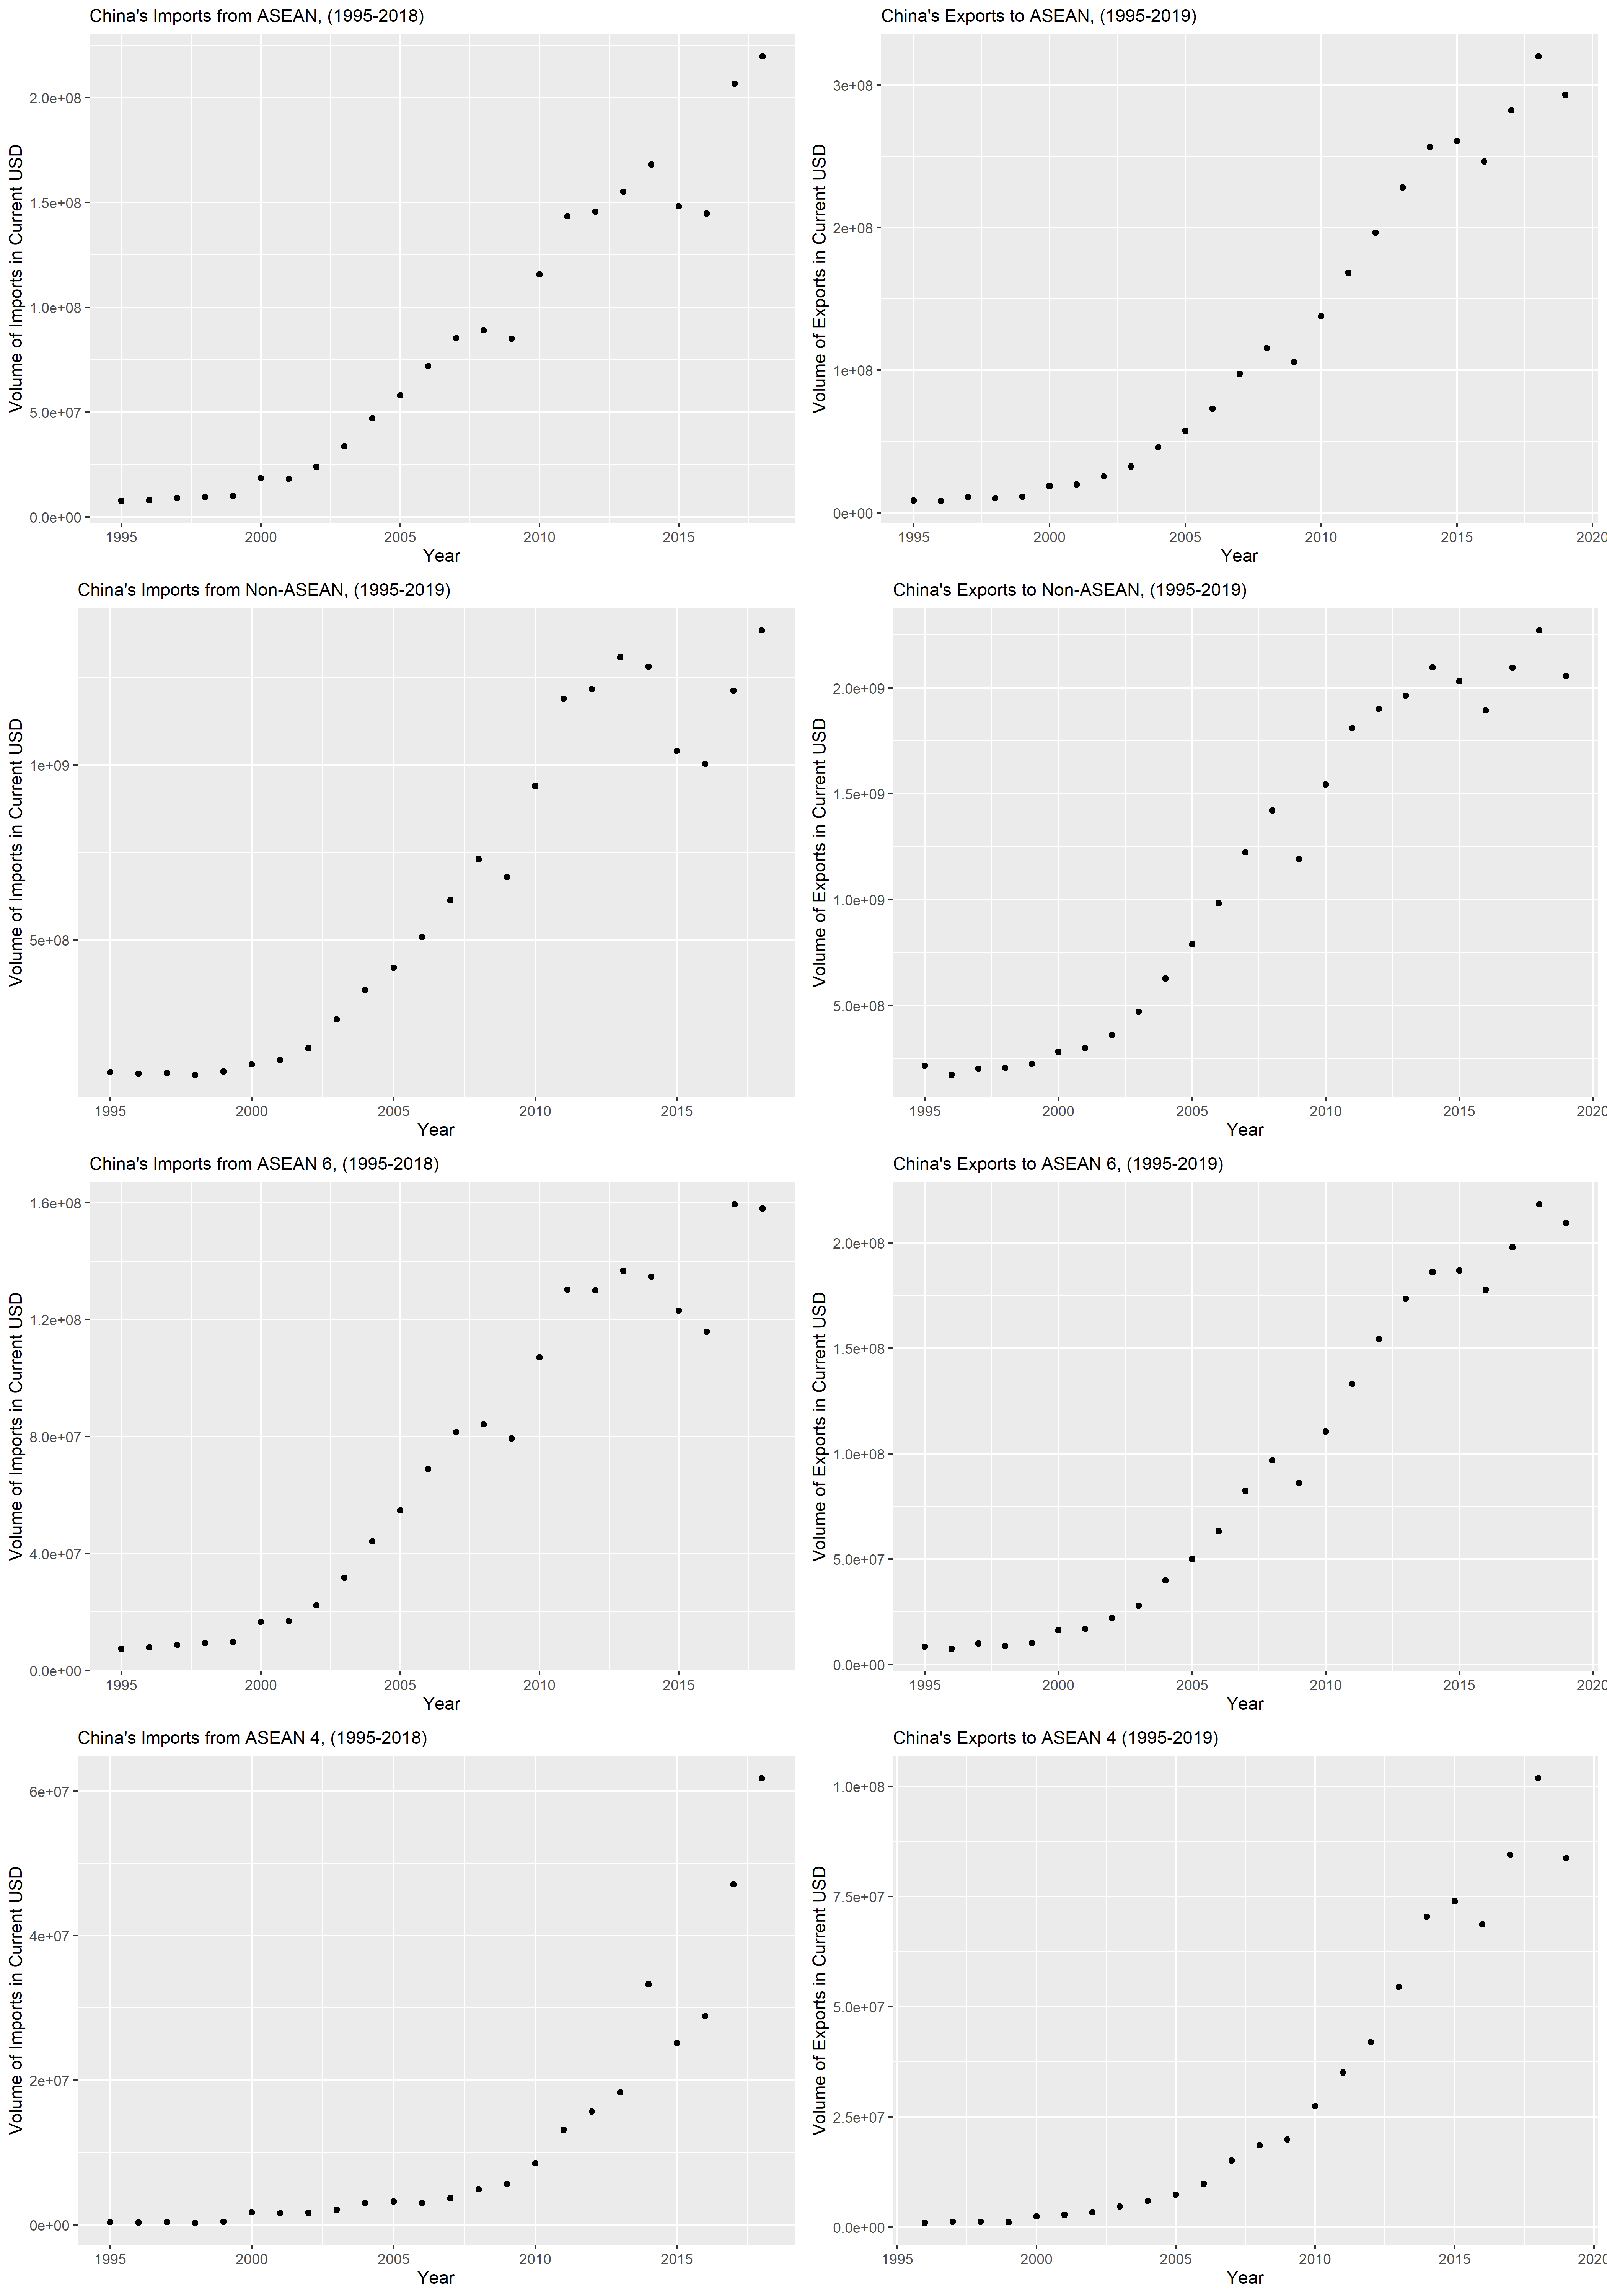 China's Imports from ASEAN, (1995-2018)
Volume of Imports in Current USD
2.0e+08
1.5e+08
1.0e+08
5.0e+07
0.0e+00
1995 2000 2005 2010 2015
Year
China's Exports to ASEAN, (1995-2019)
Volume of Exports in Current USD
3e+08
2e+08
1e+08
0e+00
1995 2000 2005 2010 2015 2020
Year
China's Imports from Non-ASEAN, (1995-2019)
Volume of Imports in Current USD
1e+09
5e+08
1995 2000 2005 2010 2015
Year
China's Exports to Non-ASEAN, (1995-2019)
Volume of Exports in Current USD
2.0e+09
1.5e+09
1.0e+09
5.0e+08
1995 2000 2005 2010 2015 2020
Year
China's Imports from ASEAN 6, (1995-2018)
Volume of Imports in Current USD
1.6e+08
1.2e+08
8.0e+07
4.0e+07
0.0e+00
1995 2000 2005 2010 2015
Year
China's Exports to ASEAN 6, (1995-2019)
Volume of Exports in Current USD
2.0e+08
1.5e+08
1.0e+08
5.0e+07
0.0e+00
1995 2000 2005 2010 2015 2020
Year
China's Imports from ASEAN 4, (1995-2018)
Volume of Imports in Current USD
6e+07
4e+07
2e+07
0e+00
1995 2000 2005 2010 2015
Year
China's Exports to ASEAN 4 (1995-2019)
Volume of Exports in Current USD
1.0e+08
7.5e+07
5.0e+07
2.5e+07
0.0e+00
1995 2000 2005 2010 2015 2020
Year